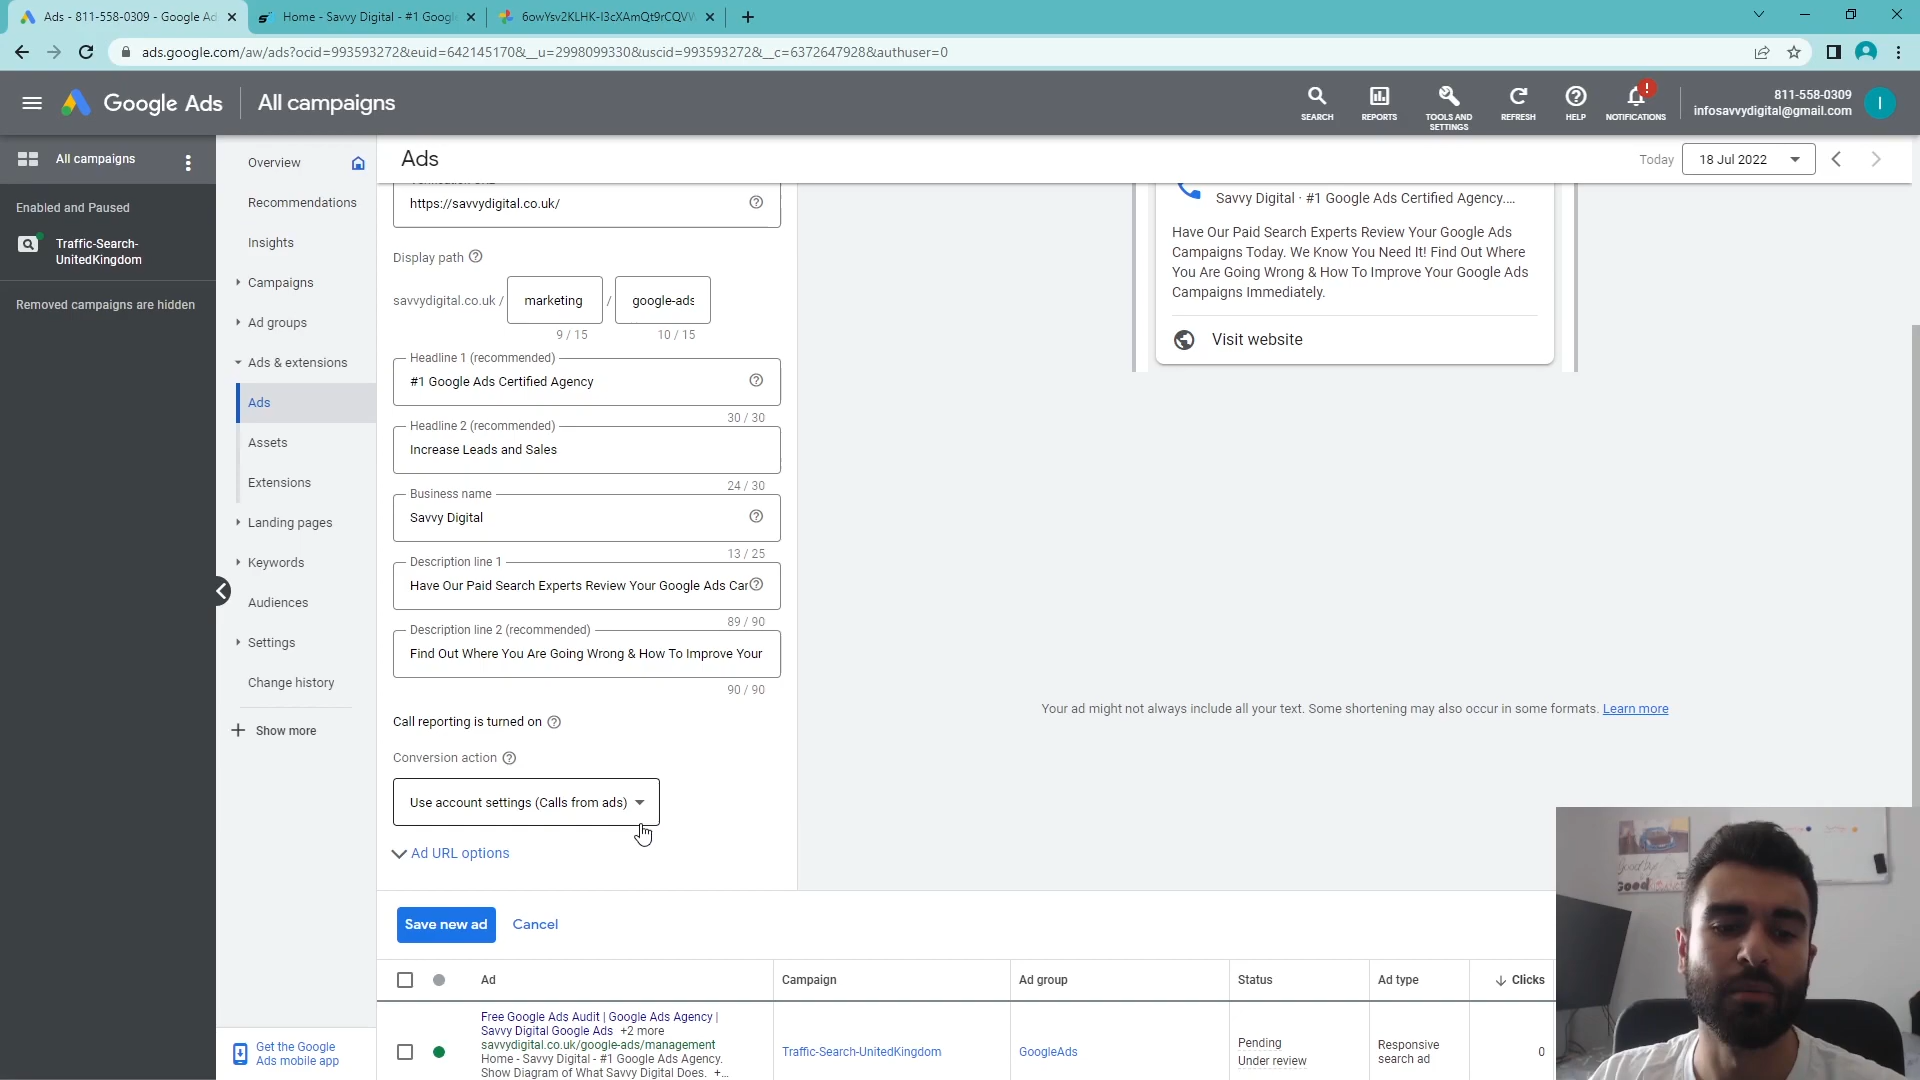 Ads - 811-558-0309 - Google Ad
Home - Savvy Digital - #1 Googl
6owYsv2KLHK-I3cXAmQt9rCQV
ads.google.com/aw/ads?ocid=993593272&euid=642145170&__u=2998099330&uscid=993593272&__c=6372647928&authuser=0
Google Ads
All campaigns
SEARCH
REPORTS
TOOLS AND
SETTINGS
REFRESH
HELP
!
NOTIFICATIONS
811-558-0309
infosavvydigital@gmail.com
I
All campaigns
Enabled and Paused
Traffic-Search-
UnitedKingdom
Removed campaigns are hidden
Overview
Recommendations
Insights
Campaigns
Ad groups
Ads & extensions
Ads
Assets
Extensions
Landing pages
Keywords
Audiences
Settings
Change history
Show more
Get the Google
Ads mobile app
Ads
Today
18 Jul 2022
https://savvydigital.co.uk/
Display path
savvydigital.co.uk / marketing / google-ads
9 / 15
10 / 15
Headline 1 (recommended)
#1 Google Ads Certified Agency
30 / 30
Headline 2 (recommended)
Increase Leads and Sales
24 / 30
Business name
Savvy Digital
13 / 25
Description line 1
Have Our Paid Search Experts Review Your Google Ads Car
89 / 90
Description line 2 (recommended)
Find Out Where You Are Going Wrong & How To Improve Your
90 / 90
Call reporting is turned on
Conversion action
Use account settings (Calls from ads)
Ad URL options
Save new ad
Cancel
Savvy Digital · #1 Google Ads Certified Agency....
Have Our Paid Search Experts Review Your Google Ads
Campaigns Today. We Know You Need It! Find Out Where
You Are Going Wrong & How To Improve Your Google Ads
Campaigns Immediately.
Visit website
Your ad might not always include all your text. Some shortening may also occur in some formats. Learn more
Ad
Campaign
Ad group
Status
Ad type
Clicks
Free Google Ads Audit | Google Ads Agency |
Savvy Digital Google Ads +2 more
savvydigital.co.uk/google-ads/management
Home - Savvy Digital - #1 Google Ads Agency.
Show Diagram of What Savvy Digital Does. +...
Traffic-Search-UnitedKingdom
GoogleAds
Pending
Under review
Responsive
search ad
0